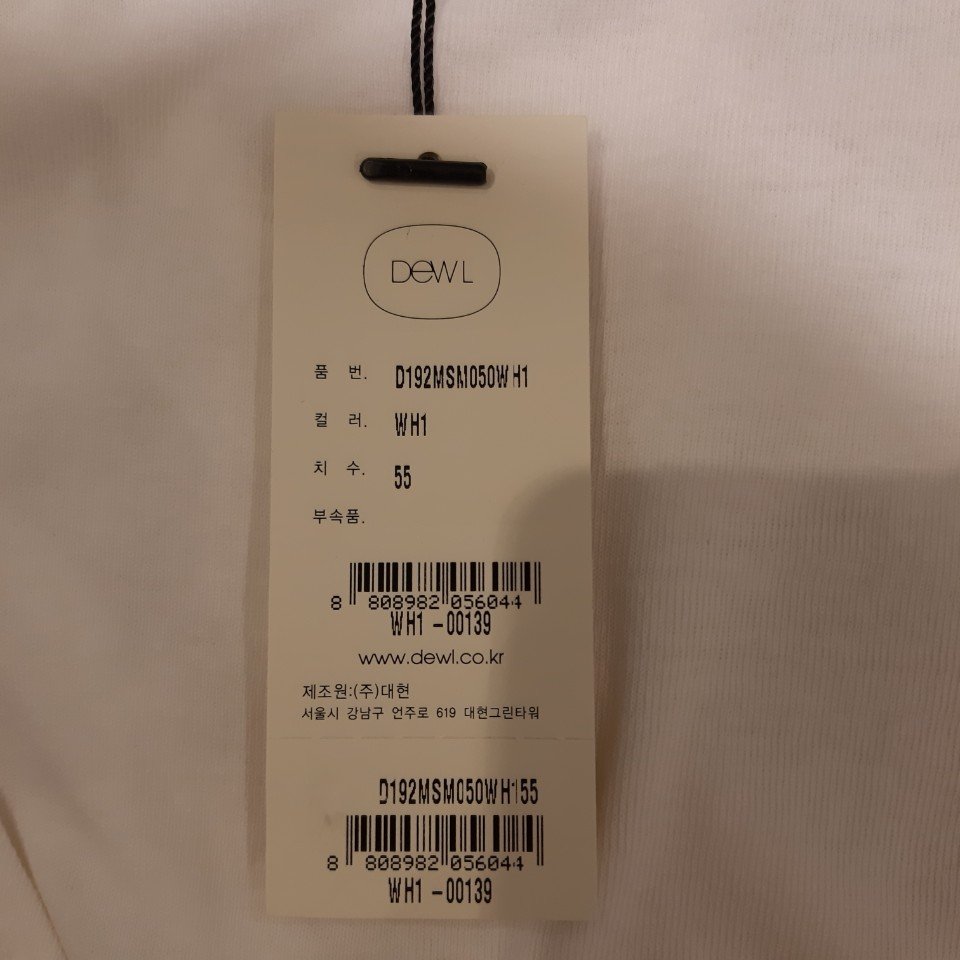 DEWL
품 번. D192MSM050WH1
컬 러. WH1
치 수. 55
부속품.
8 808982 056044
WH1 -00139
www.dewl.co.kr
제조원:(주)대현
서울시 강남구 언주로 619 대현그린타워
D192MSM050WH155
8 808982 056044
WH1 -00139